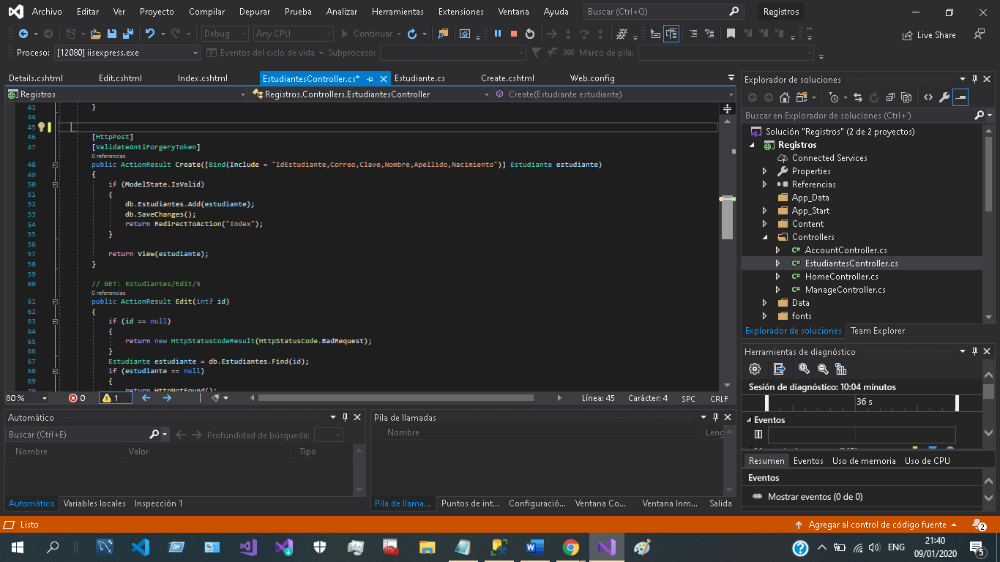 Archivo Editar Ver Proyecto Compilar Depurar Prueba Analizar Herramientas Extensiones Ventana Ayuda Buscar (Ctrl+Q) Registros
Debug Any CPU Continuar Live Share
Proceso: [12080] iisexpress.exe Eventos del ciclo de vida Subproceso: Marco de pila:
Details.cshtml Edit.cshtml Index.cshtml EstudiantesController.cs* Estudiante.cs Create.cshtml Web.config
Registros Registros.Controllers.EstudiantesController Create(Estudiante estudiante)
43 }
44
45
46 [HttpPost]
47 [ValidateAntiForgeryToken]
0 referencias
48 public ActionResult Create([Bind(Include = "IdEstudiante,Correo,Clave,Nombre,Apellido,Nacimiento")] Estudiante estudiante)
49 {
50 if (ModelState.IsValid)
51 {
52 db.Estudiantes.Add(estudiante);
53 db.SaveChanges();
54 return RedirectToAction("Index");
55 }
56
57 return View(estudiante);
58 }
59
60 // GET: Estudiantes/Edit/5
0 referencias
61 public ActionResult Edit(int? id)
62 {
63 if (id == null)
64 {
65 return new HttpStatusCodeResult(HttpStatusCode.BadRequest);
66 }
67 Estudiante estudiante = db.Estudiantes.Find(id);
68 if (estudiante == null)
69 {
70 return HttpNotFound();
80 % 0 1 Línea: 45 Carácter: 4 SPC CRLF
Explorador de soluciones
Buscar en Explorador de soluciones (Ctrl+´)
Solución "Registros" (2 de 2 proyectos)
Registros
Connected Services
Properties
Referencias
App_Data
App_Start
Content
Controllers
C# AccountController.cs
C# EstudiantesController.cs
C# HomeController.cs
C# ManageController.cs
Data
fonts
Explorador de soluciones Team Explorer
Herramientas de diagnóstico
Sesión de diagnóstico: 10:04 minutos
36 s
Eventos
Resumen Eventos Uso de memoria Uso de CPU
Eventos
Mostrar eventos (0 de 0)
Automático
Buscar (Ctrl+E) Profundidad de búsqueda:
Nombre Valor Tipo
Automático Variables locales Inspección 1
Pila de llamadas
Nombre Leng
Pila de llama... Puntos de int... Configuració... Ventana Co... Ventana Inm... Salida
Listo Agregar al control de código fuente 2
ENG 21:40
09/01/2020 5